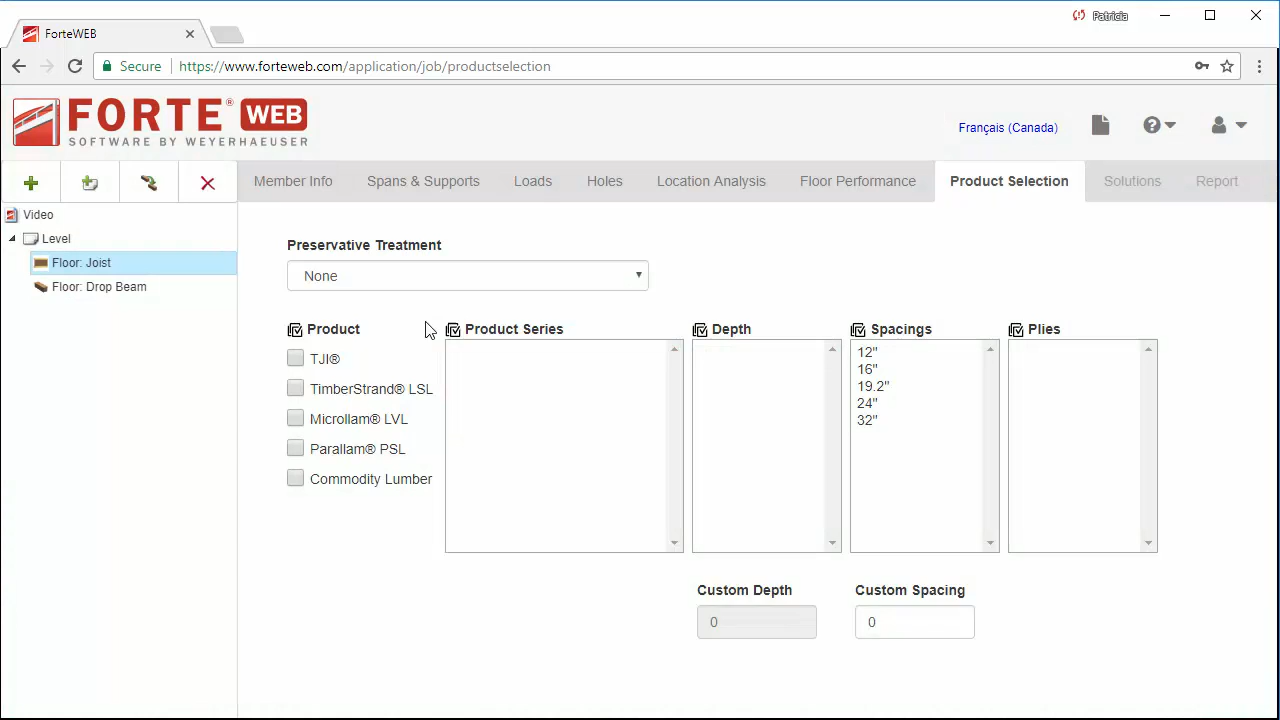 Patricia
ForteWEB
Secure https://www.forteweb.com/application/job/productselection
FORTE® WEB
SOFTWARE BY WEYERHAEUSER
Français (Canada)
Member Info Spans & Supports Loads Holes Location Analysis Floor Performance Product Selection Solutions Report
Video
Level
Floor: Joist
Floor: Drop Beam
Preservative Treatment
None
Product Product Series Depth Spacings Plies
TJI®
TimberStrand® LSL
Microllam® LVL
Parallam® PSL
Commodity Lumber
12"
16"
19.2"
24"
32"
Custom Depth Custom Spacing
0 0